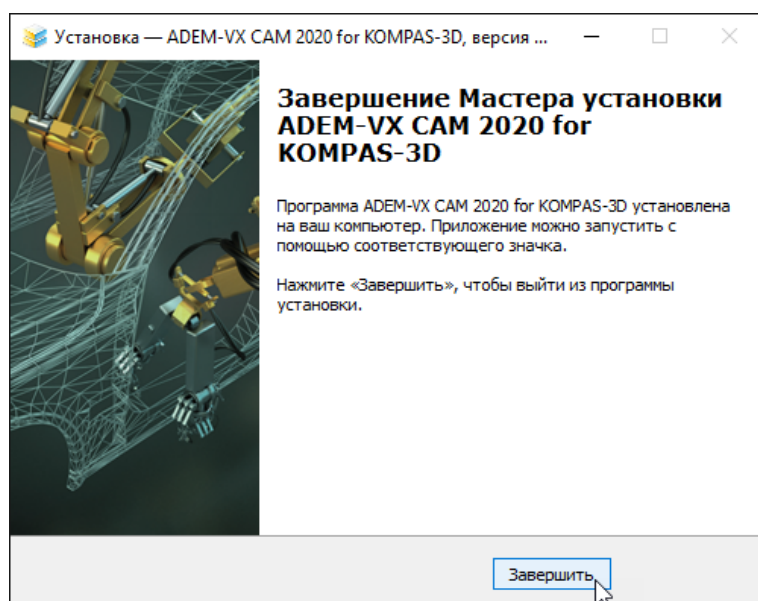 Установка — ADEM-VX CAM 2020 for KOMPAS-3D, версия ...
Завершение Мастера установки
ADEM-VX CAM 2020 for
KOMPAS-3D
Программа ADEM-VX CAM 2020 for KOMPAS-3D установлена
на ваш компьютер. Приложение можно запустить с
помощью соответствующего значка.
Нажмите «Завершить», чтобы выйти из программы
установки.
Завершить